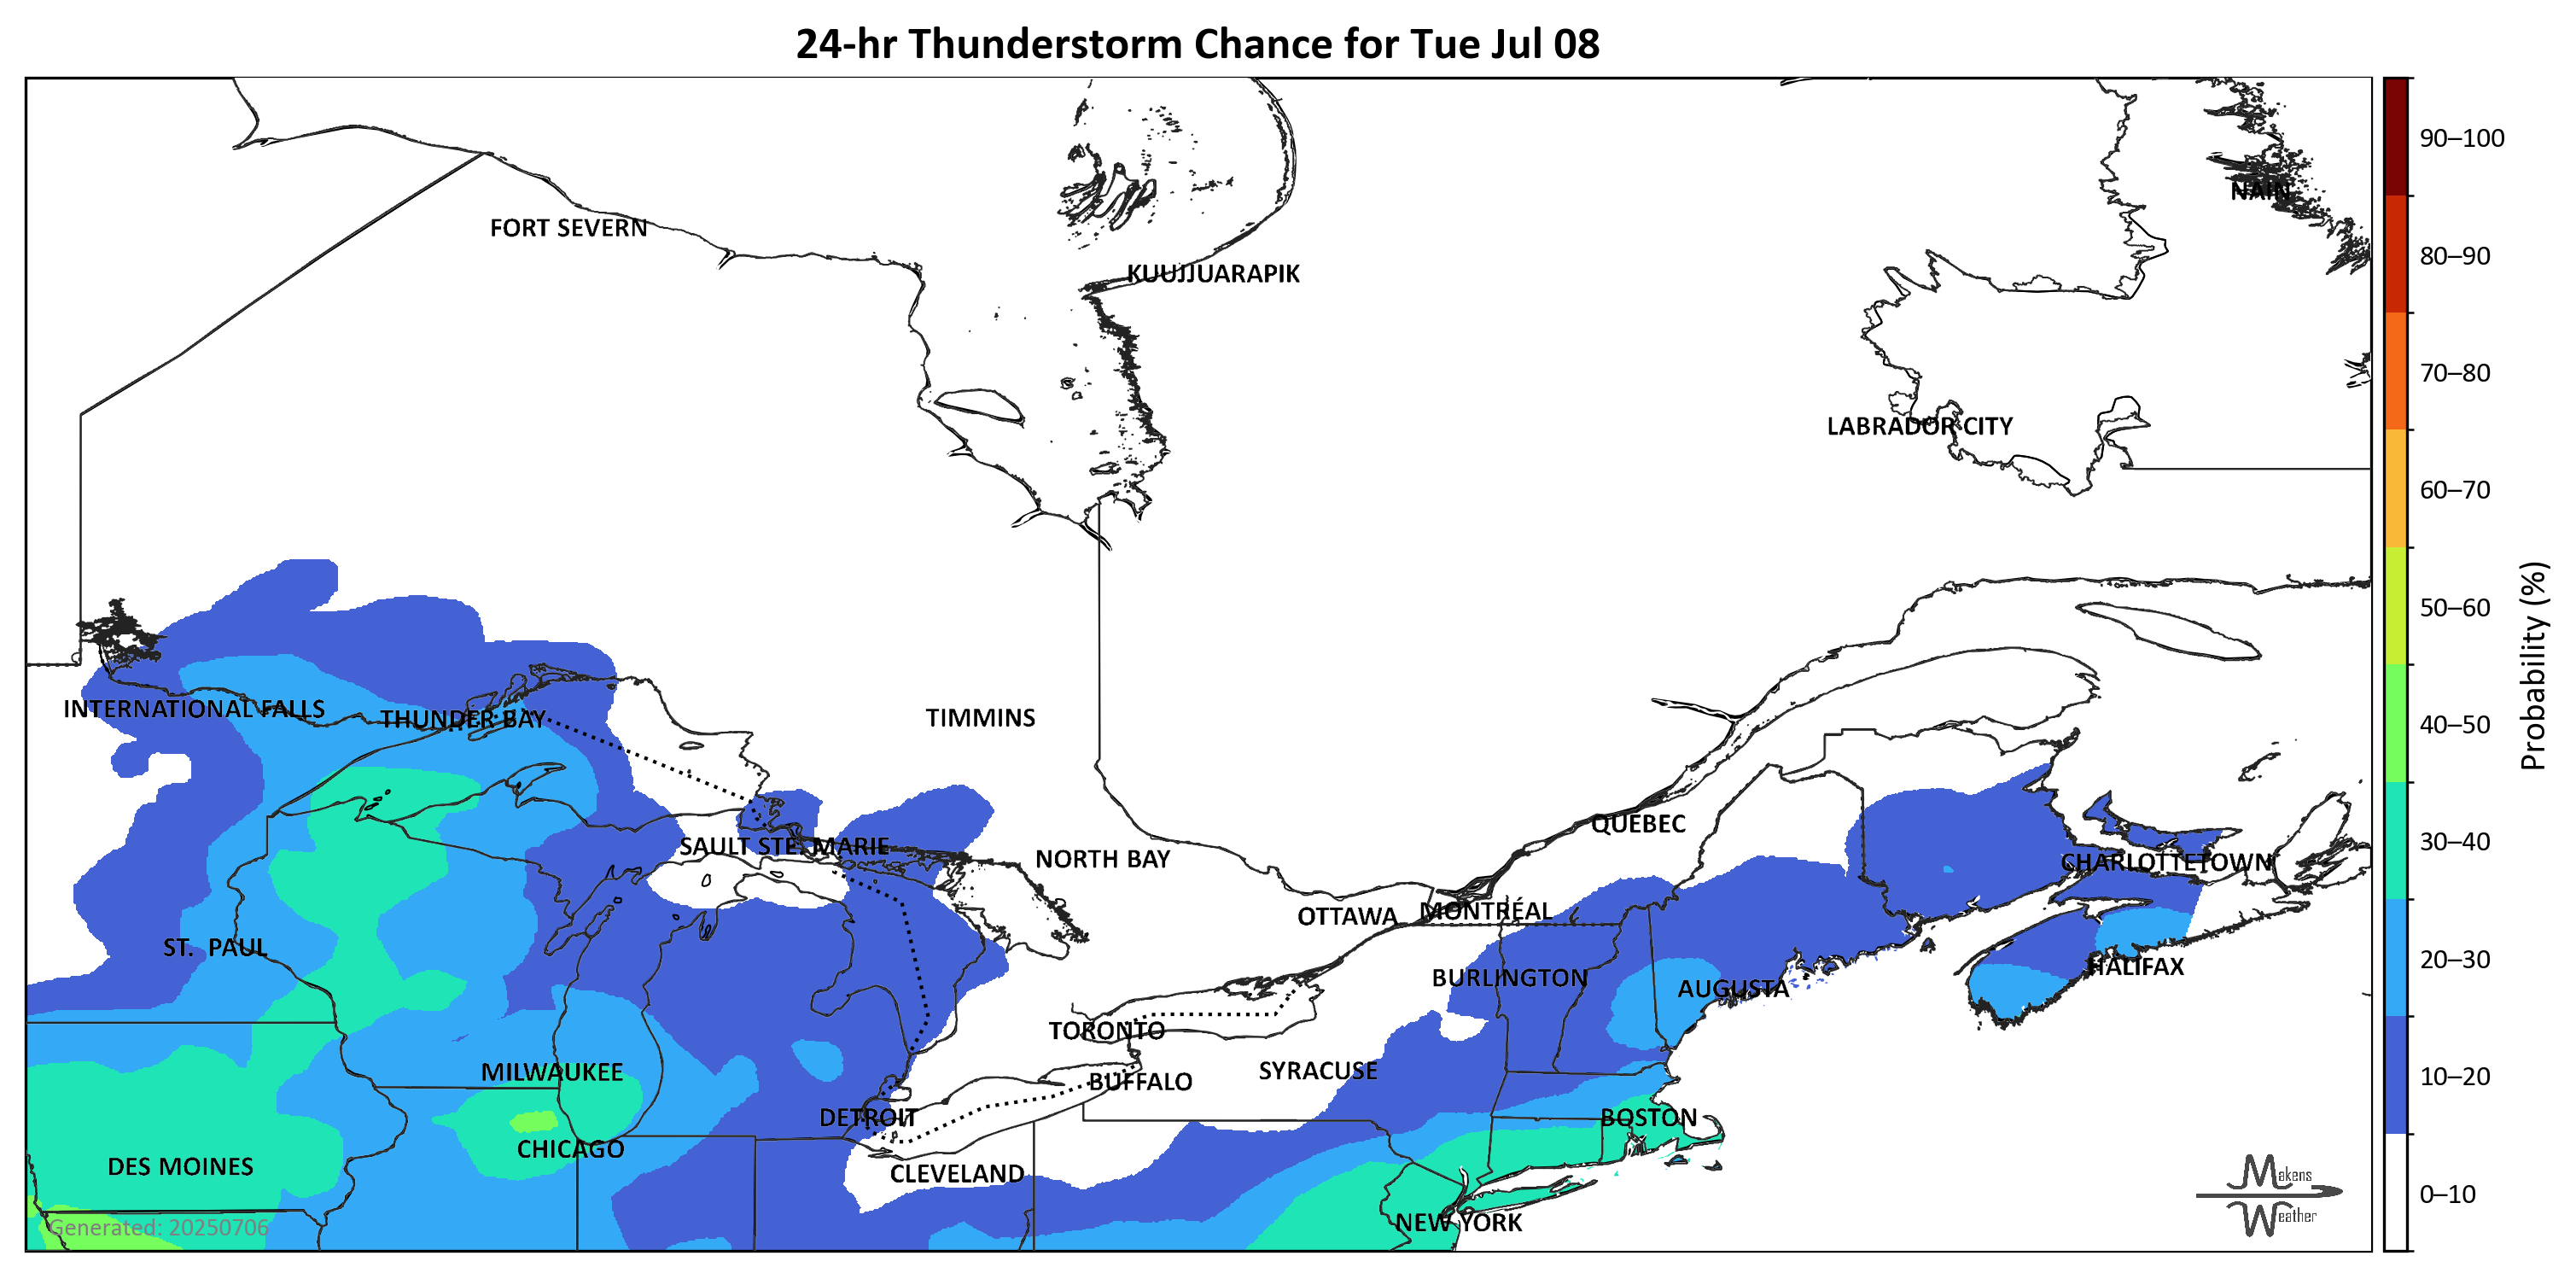 24-hr Thunderstorm Chance for Tue Jul 08
90–100
NAIN
FORT SEVERN
80–90
KUUJJUARAPIK
70–80
LABRADOR CITY
60–70
50–60
Probability (%)
INTERNATIONAL FALLS
THUNDER BAY
TIMMINS
40–50
QUEBEC
30–40
SAULT STE. MARIE
NORTH BAY
CHARLOTTETOWN
OTTAWA
MONTRÉAL
ST. PAUL
20–30
HALIFAX
BURLINGTON
AUGUSTA
TORONTO
MILWAUKEE
SYRACUSE
BUFFALO
10–20
DETROIT
BOSTON
CHICAGO
DES MOINES
CLEVELAND
Makens
Weather
0–10
NEW YORK
Generated: 20250706